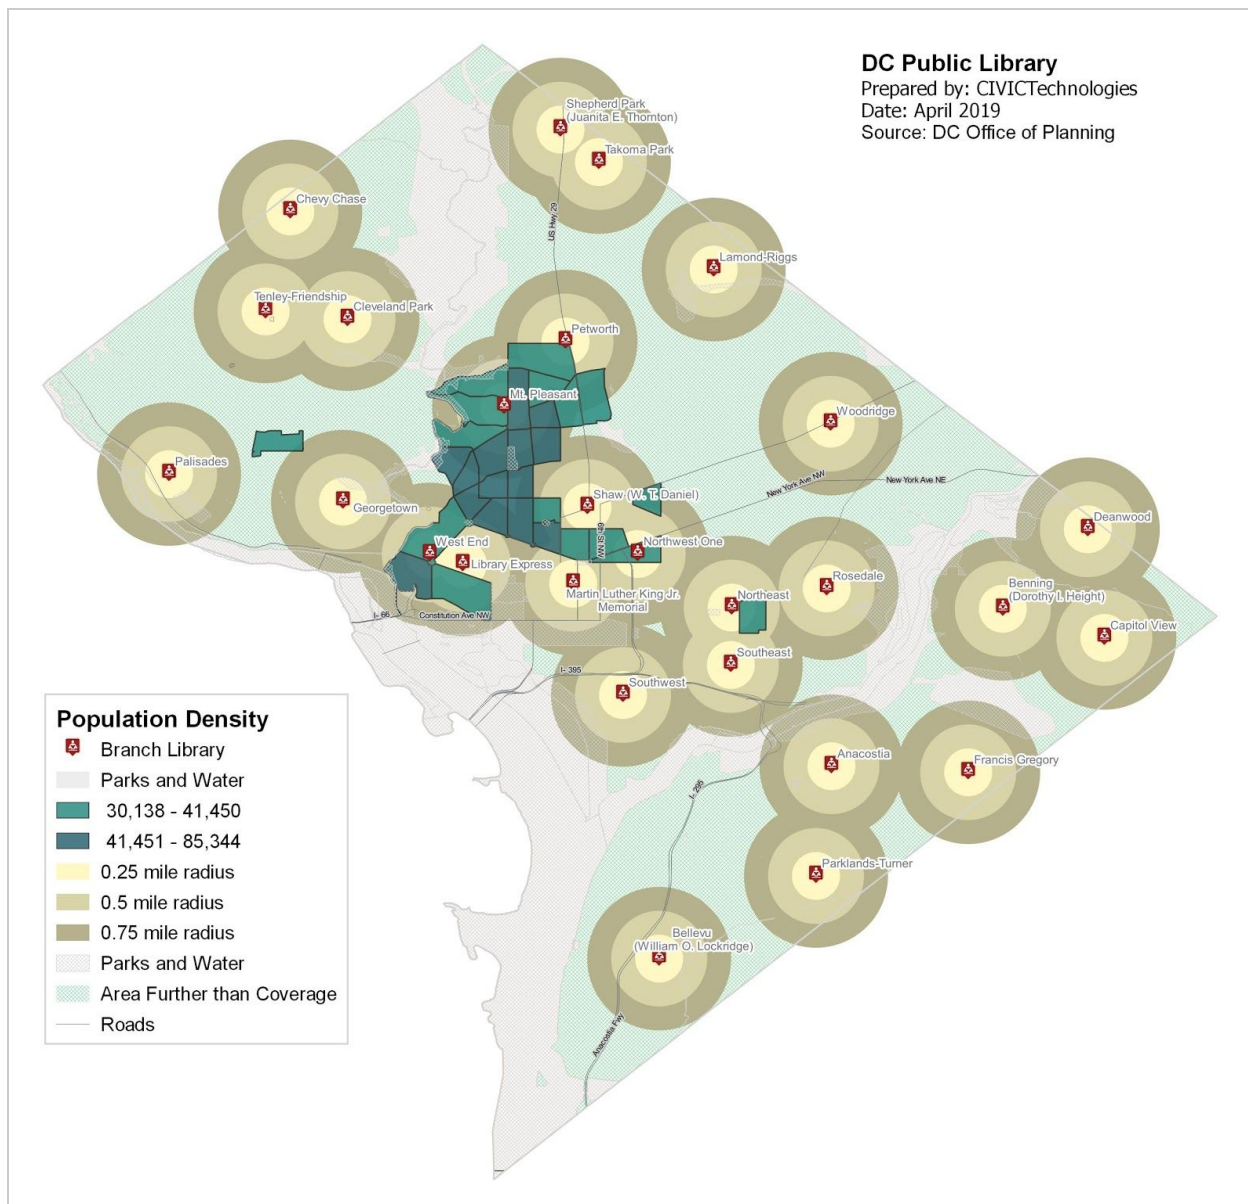 DC Public Library
Prepared by: CIVICTechnologies
Date: April 2019
Source: DC Office of Planning
Shepherd Park
(Juanita E. Thornton)
Takoma Park
Chevy Chase
US Hwy 29
Lamond-Riggs
Tenley-Friendship
Cleveland Park
Petworth
Mt. Pleasant
Woodridge
Palisades
Georgetown
Shaw (W. T. Daniel)
New York Ave NW
New York Ave NE
Deanwood
6th St NW
West End
Northwest One
Library Express
Rosedale
Benning
(Dorothy I. Height)
Martin Luther King Jr.
Memorial
Northeast
I- 66
Constitution Ave NW
Capitol View
Southeast
I- 395
Southwest
Anacostia
Francis Gregory
I- 295
Parklands-Turner
Bellevu
(William O. Lockridge)
Anacostia Fwy
Population Density
Branch Library
Parks and Water
30,138 - 41,450
41,451 - 85,344
0.25 mile radius
0.5 mile radius
0.75 mile radius
Parks and Water
Area Further than Coverage
Roads